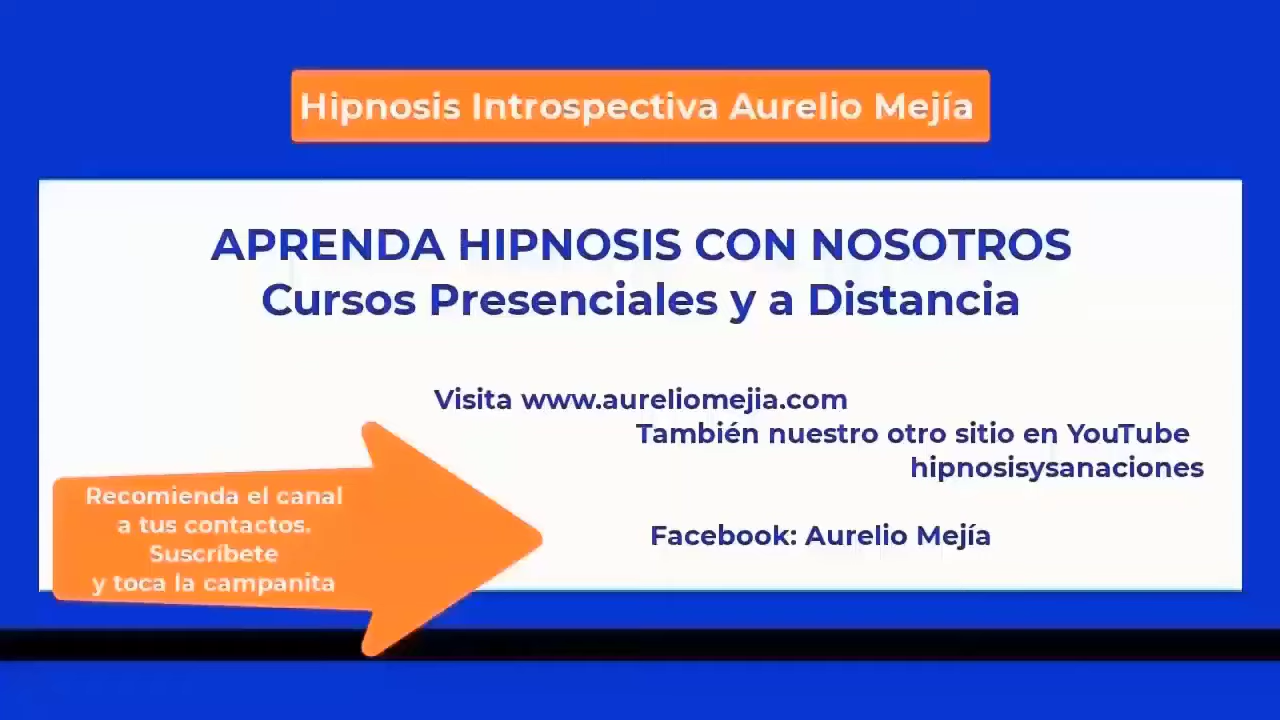 Hipnosis Introspectiva Aurelio Mejía
APRENDA HIPNOSIS CON NOSOTROS
Cursos Presenciales y a Distancia
Visita www.aureliomejia.com
También nuestro otro sitio en YouTube
hipnosisysanaciones
Facebook: Aurelio Mejía
Recomienda el canal
a tus contactos.
Suscríbete
y toca la campanita